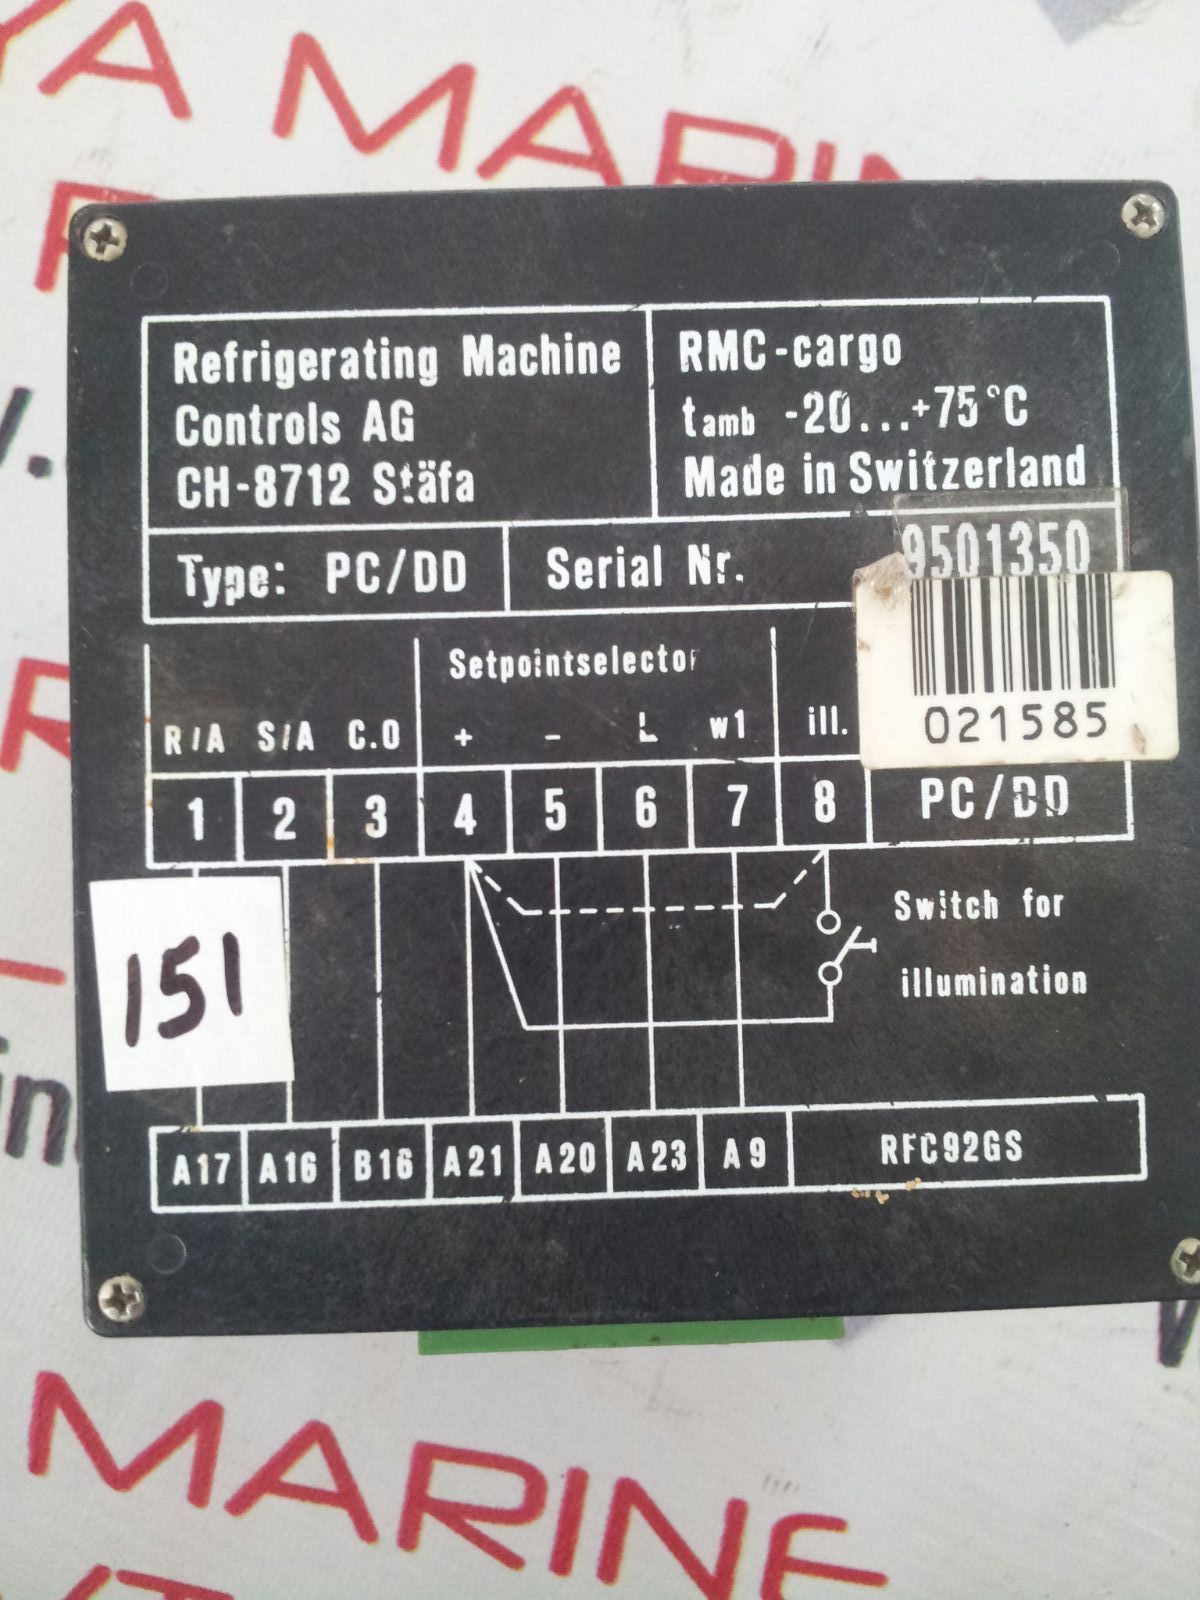 YA MARIN
Refrigerating Machine
Controls AG
CH-8712 Stäfa
RMC-cargo
tamb -20...+75°C
Made in Switzerland
Type: PC/DD
Serial Nr. 9501350
021585
Setpointselector
R/A S/A C.O + - L w1 ill.
1 2 3 4 5 6 7 8 PC/DD
Switch for
illumination
151
A17 A16 B16 A21 A20 A23 A9 RFC92GS
MARINE